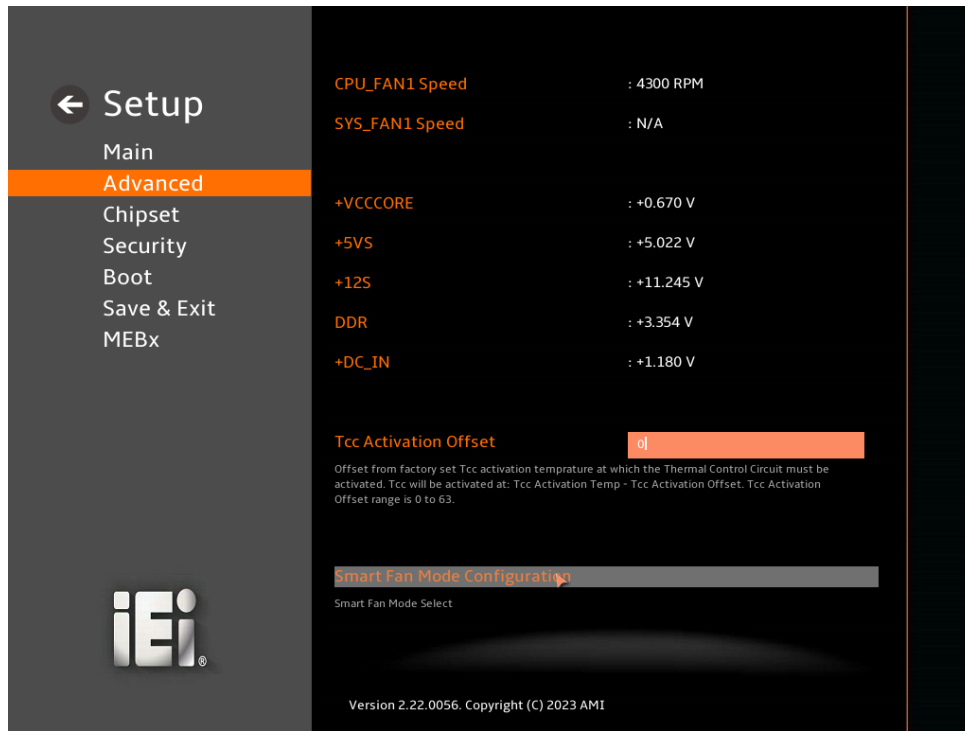 Setup
Main
Advanced
Chipset
Security
Boot
Save & Exit
MEBx
iEi®
CPU_FAN1 Speed : 4300 RPM
SYS_FAN1 Speed : N/A
+VCCCORE : +0.670 V
+5VS : +5.022 V
+12S : +11.245 V
DDR : +3.354 V
+DC_IN : +1.180 V
Tcc Activation Offset 0
Offset from factory set Tcc activation temprature at which the Thermal Control Circuit must be
activated. Tcc will be activated at: Tcc Activation Temp - Tcc Activation Offset. Tcc Activation
Offset range is 0 to 63.
Smart Fan Mode Configuration
Smart Fan Mode Select
Version 2.22.0056. Copyright (C) 2023 AMI